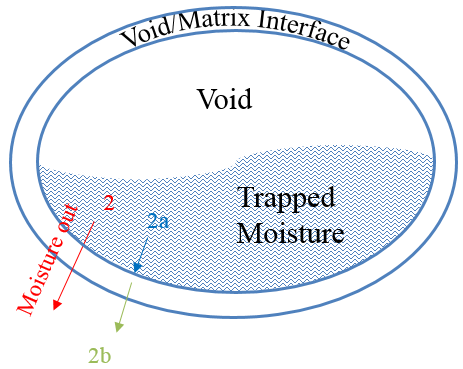 Void/Matrix Interface
Void
Trapped
Moisture
2
2a
Moisture out
2b